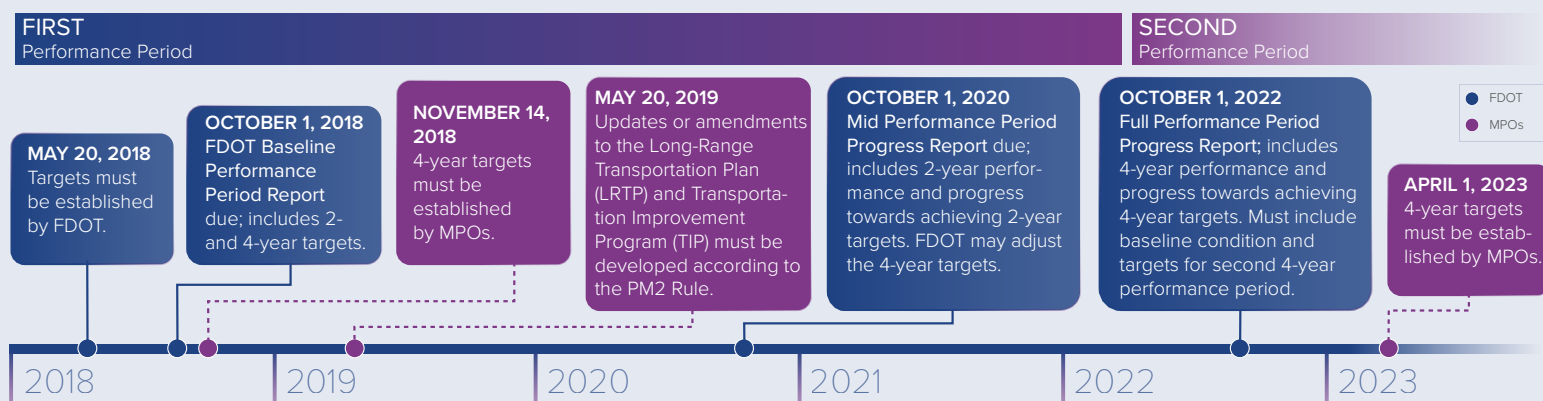 FIRST
Performance Period
SECOND
Performance Period
MAY 20, 2018
Targets must
be established
by FDOT.
OCTOBER 1, 2018
FDOT Baseline
Performance
Period Report
due; includes 2-
and 4-year targets.
NOVEMBER 14,
2018
4-year targets
must be
established
by MPOs.
MAY 20, 2019
Updates or amendments
to the Long-Range
Transportation Plan
(LRTP) and Transporta-
tion Improvement
Program (TIP) must be
developed according to
the PM2 Rule.
OCTOBER 1, 2020
Mid Performance Period
Progress Report due;
includes 2-year perfor-
mance and progress
towards achieving 2-year
targets. FDOT may adjust
the 4-year targets.
OCTOBER 1, 2022
Full Performance Period
Progress Report; includes
4-year performance and
progress towards achieving
4-year targets. Must include
baseline condition and
targets for second 4-year
performance period.
FDOT
MPOs
APRIL 1, 2023
4-year targets
must be estab-
lished by MPOs.
2018
2019
2020
2021
2022
2023